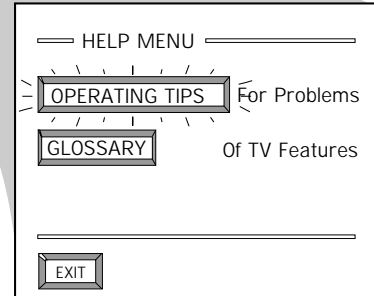 HELP MENU
OPERATING TIPS For Problems
GLOSSARY Of TV Features
EXIT